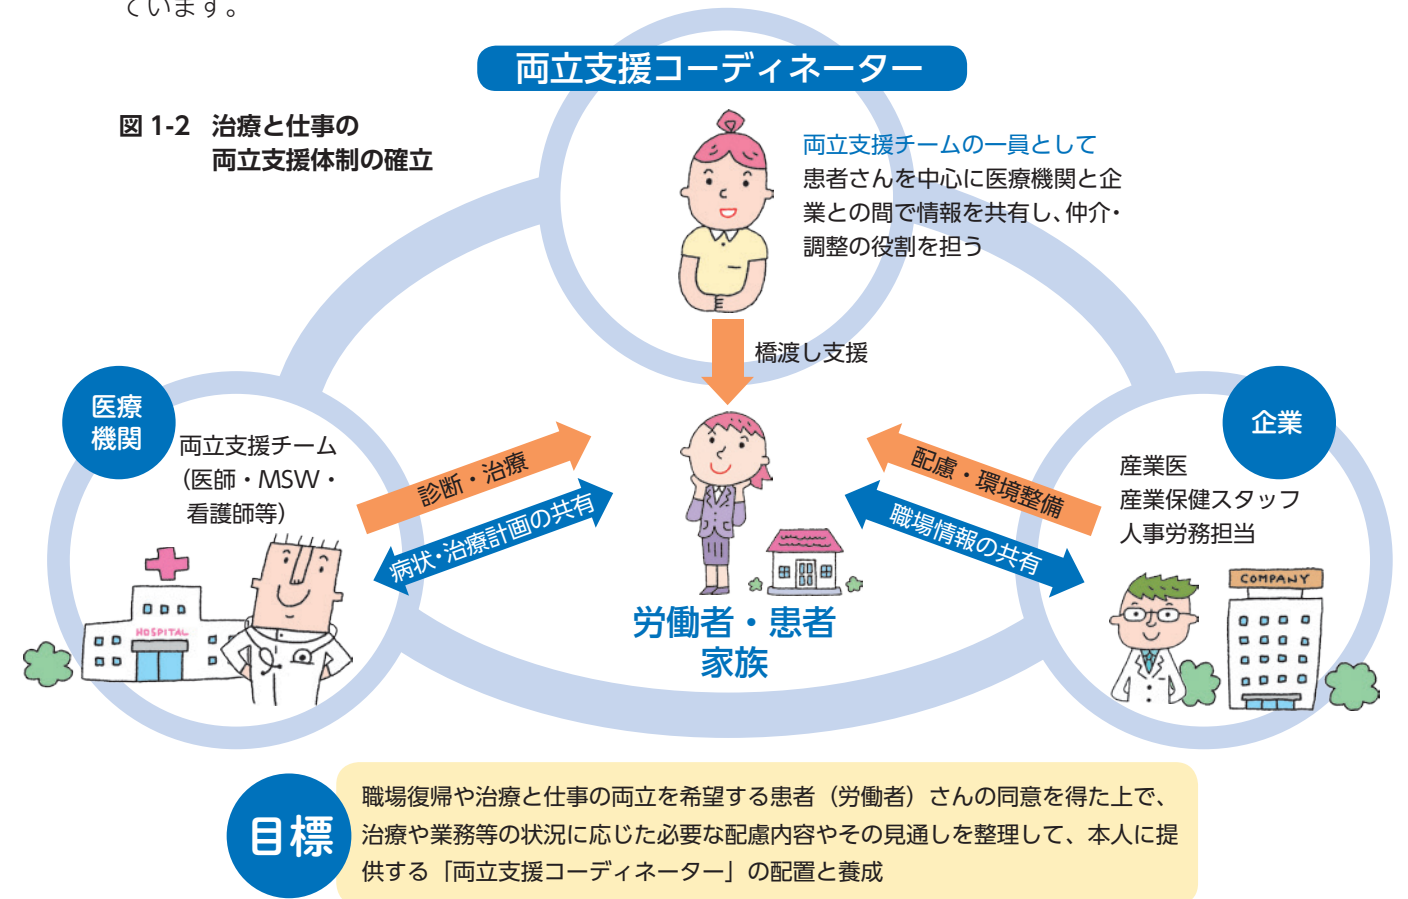 ています。
両立支援コーディネーター
図 1-2 治療と仕事の
両立支援体制の確立
両立支援チームの一員として
患者さんを中心に医療機関と企
業との間で情報を共有し、仲介・
調整の役割を担う
橋渡し支援
医療
機関
両立支援チーム
（医師・MSW・
看護師等）
診断・治療
病状・治療計画の共有
HOSPITAL
企業
産業医
産業保健スタッフ
人事労務担当
配慮・環境整備
職場情報の共有
COMPANY
労働者・患者
家族
目標
職場復帰や治療と仕事の両立を希望する患者（労働者）さんの同意を得た上で、
治療や業務等の状況に応じた必要な配慮内容やその見通しを整理して、本人に提
供する「両立支援コーディネーター」の配置と養成